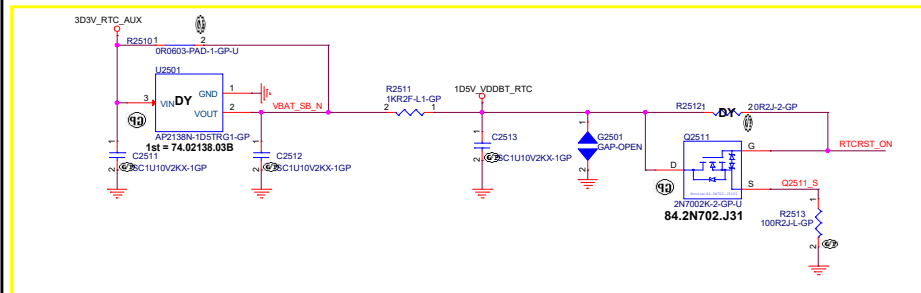 3D3V_RTC_AUX
R2510 1 2
0R0603-PAD-1-GP-U
U2501
3 VIN DY GND 1
VOUT 2 VBAT_SB_N
AP2138N-1D5TRG1-GP
1st = 74.02138.03B
1
C2511
2 SC1U10V2KX-1GP
1
C2512
2 SC1U10V2KX-1GP
R2511
1KR2F-L1-GP
2 1
1D5V_VDDBT_RTC
1
C2513
2 SC1U10V2KX-1GP
1
G2501
GAP-OPEN
2
R2512 1 DY 2 0R2J-2-GP
Q2511
G RTCRST_ON
D
S Q2511_S
2N7002K-2-GP-U
84.2N702.J31
1
R2513
100R2J-L-GP
2